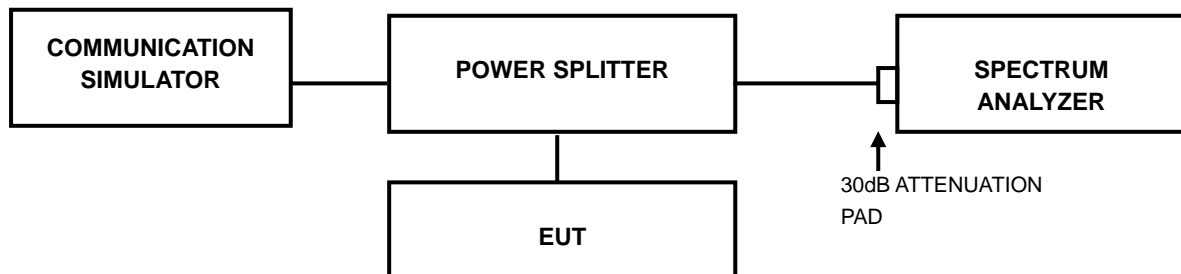 COMMUNICATION
SIMULATOR
POWER SPLITTER
SPECTRUM
ANALYZER
30dB ATTENUATION
PAD
EUT